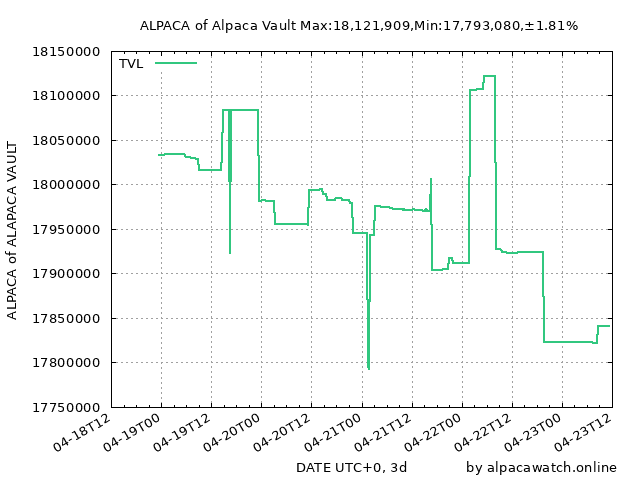 ALPACA of Alpaca Vault Max:18,121,909,Min:17,793,080,±1.81%
TVL
ALPACA of ALAPACA VAULT
18150000
18100000
18050000
18000000
17950000
17900000
17850000
17800000
17750000
04-18T12
04-19T00
04-19T12
04-20T00
04-20T12
04-21T00
04-21T12
04-22T00
04-22T12
04-23T00
04-23T12
DATE UTC+0, 3d
by alpacawatch.online